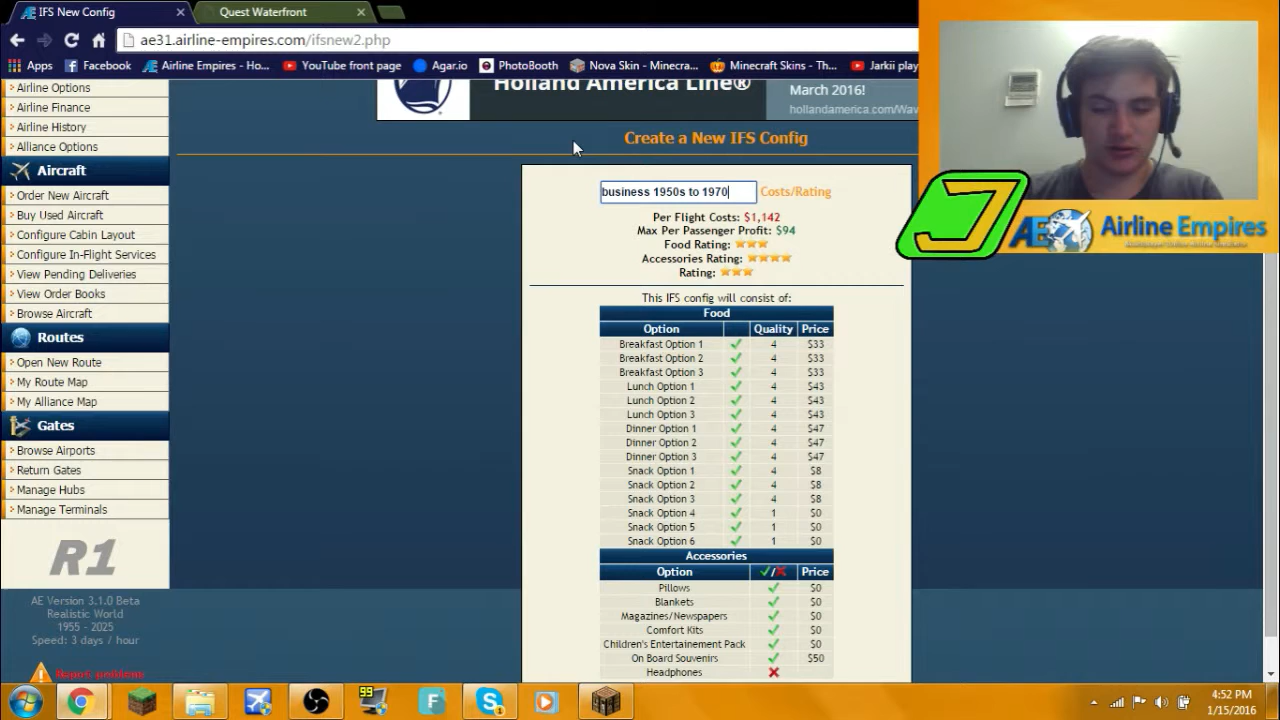 IFS New Config
Quest Waterfront
ae31.airline-empires.com/ifsnew2.php
Apps Facebook Airline Empires - Ho... YouTube front page Agar.io PhotoBooth Nova Skin - Minecra... Minecraft Skins - Th... Jarkii play
Airline Options
Airline Finance
Airline History
Alliance Options
Aircraft
Order New Aircraft
Buy Used Aircraft
Configure Cabin Layout
Configure In-Flight Services
View Pending Deliveries
View Order Books
Browse Aircraft
Routes
Open New Route
My Route Map
My Alliance Map
Gates
Browse Airports
Return Gates
Manage Hubs
Manage Terminals
R1
AE Version 3.1.0 Beta
Realistic World
1955 - 2025
Speed: 3 days / hour
Report problems
Holland America Line®
March 2016!
hollandamerica.com/Wav
Create a New IFS Config
business 1950s to 1970 Costs/Rating
Per Flight Costs: $1,142
Max Per Passenger Profit: $94
Food Rating:
Accessories Rating:
Rating:
This IFS config will consist of:
Food
Option Quality Price
Breakfast Option 1 4 $33
Breakfast Option 2 4 $33
Breakfast Option 3 4 $33
Lunch Option 1 4 $43
Lunch Option 2 4 $43
Lunch Option 3 4 $43
Dinner Option 1 4 $47
Dinner Option 2 4 $47
Dinner Option 3 4 $47
Snack Option 1 4 $8
Snack Option 2 4 $8
Snack Option 3 4 $8
Snack Option 4 1 $0
Snack Option 5 1 $0
Snack Option 6 1 $0
Accessories
Option ✓/✗ Price
Pillows $0
Blankets $0
Magazines/Newspapers $0
Comfort Kits $0
Children's Entertainement Pack $0
On Board Souvenirs $50
Headphones
J
AE Airline Empires
99
4:52 PM
1/15/2016